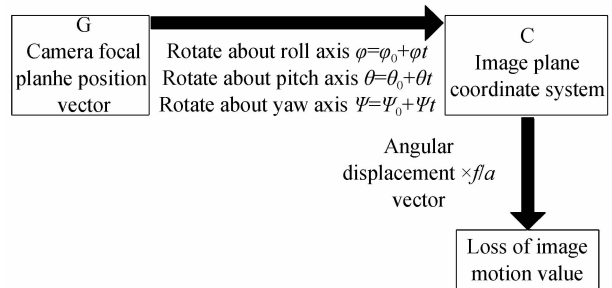 G
Camera focal
planhe position
vector
Rotate about roll axis φ=φ₀+φt
Rotate about pitch axis θ=θ₀+θt
Rotate about yaw axis Ψ=Ψ₀+Ψt
C
Image plane
coordinate system
Angular
displacement ×f/a
vector
Loss of image
motion value